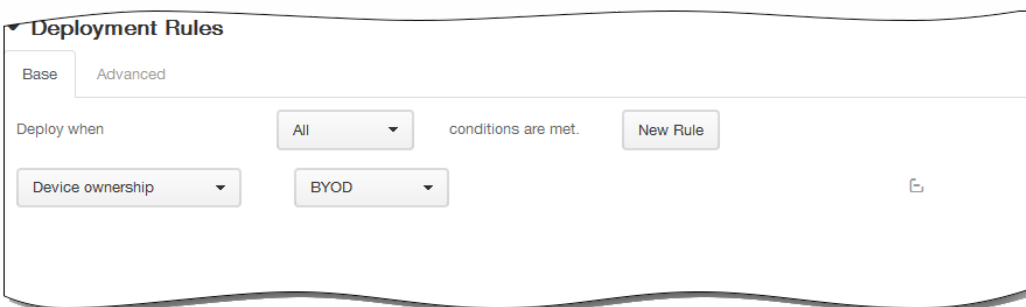 Deployment Rules
Base Advanced
Deploy when All conditions are met. New Rule
Device ownership BYOD